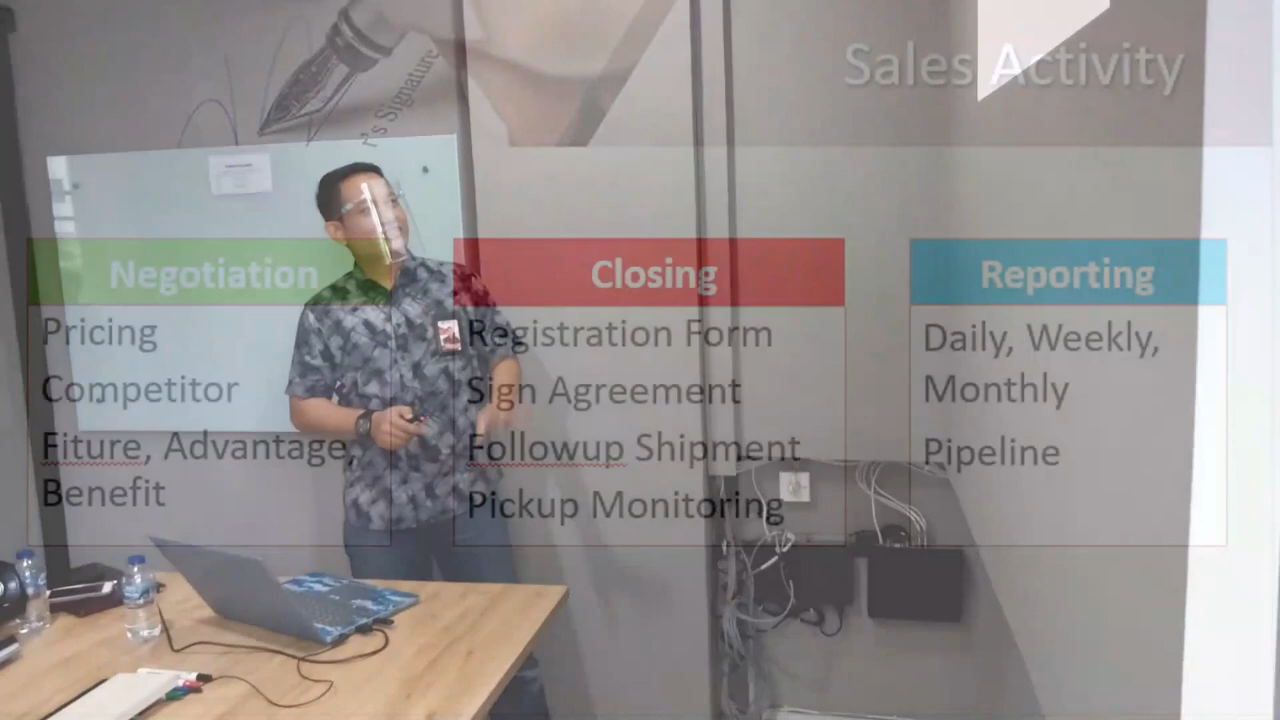 r's Signature
Sales Activity
Negotiation
Pricing
Competitor
Fiture, Advantage,
Benefit
Closing
Registration Form
Sign Agreement
Followup Shipment
Pickup Monitoring
Reporting
Daily, Weekly,
Monthly
Pipeline